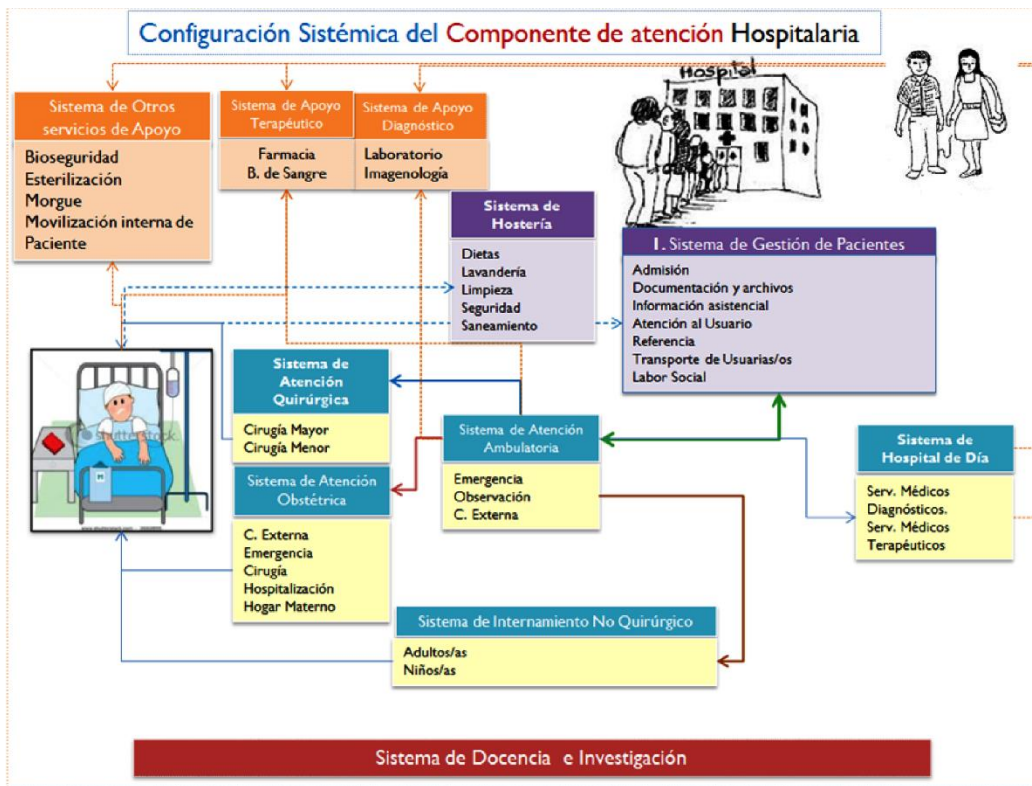 Configuración Sistémica del Componente de atención Hospitalaria
Hospital
Sistema de Otros
servicios de Apoyo
Bioseguridad
Esterilización
Morgue
Movilización interna de
Paciente
Sistema de Apoyo
Terapéutico
Farmacia
B. de Sangre
Sistema de Apoyo
Diagnóstico
Laboratorio
Imagenología
Sistema de
Hostería
Dietas
Lavandería
Limpieza
Seguridad
Saneamiento
1. Sistema de Gestión de Pacientes
Admisión
Documentación y archivos
Información asistencial
Atención al Usuario
Referencia
Transporte de Usuarias/os
Labor Social
shutterstock
Sistema de
Atención
Quirúrgica
Cirugía Mayor
Cirugía Menor
Sistema de Atención
Obstétrica
C. Externa
Emergencia
Cirugía
Hospitalización
Hogar Materno
Sistema de Atención
Ambulatoria
Emergencia
Observación
C. Externa
Sistema de
Hospital de Día
Serv. Médicos
Diagnósticos.
Serv. Médicos
Terapéuticos
Sistema de Internamiento No Quirúrgico
Adultos/as
Niños/as
Sistema de Docencia e Investigación